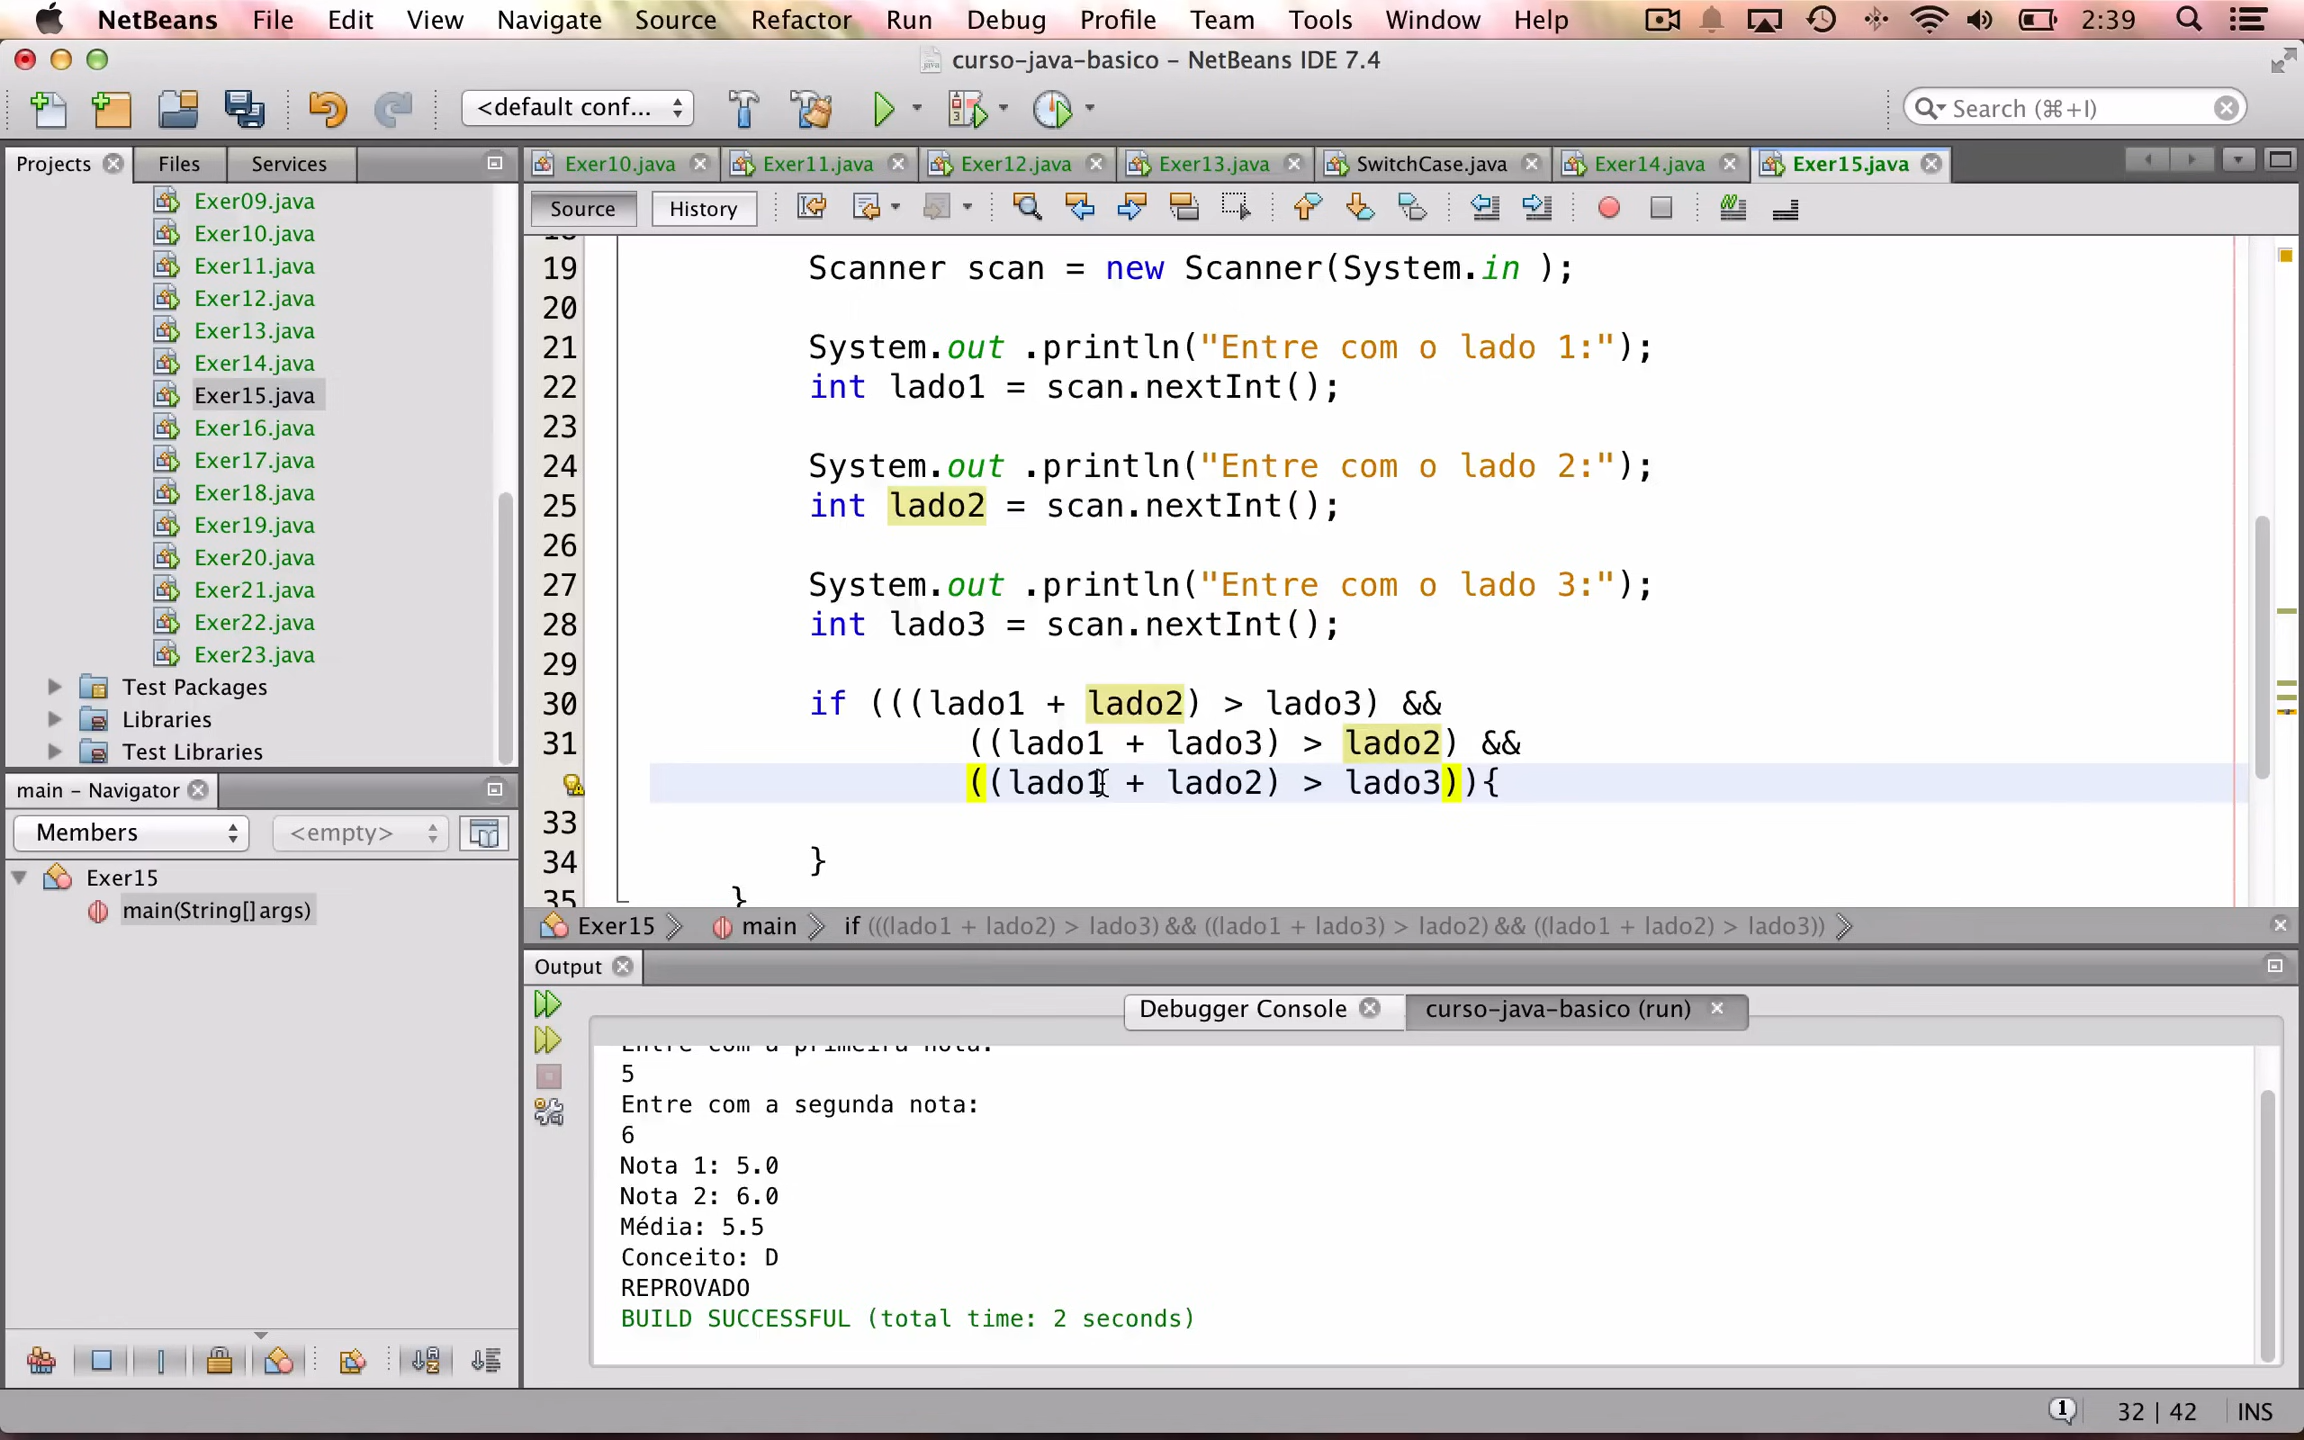 NetBeans File Edit View Navigate Source Refactor Run Debug Profile Team Tools Window Help 2:39
curso-java-basico – NetBeans IDE 7.4
<default conf... Search (⌘+I)
Projects Files Services
Exer09.java
Exer10.java
Exer11.java
Exer12.java
Exer13.java
Exer14.java
Exer15.java
Exer16.java
Exer17.java
Exer18.java
Exer19.java
Exer20.java
Exer21.java
Exer22.java
Exer23.java
Test Packages
Libraries
Test Libraries
main – Navigator
Members <empty>
Exer15
main(String[] args)
Exer10.java Exer11.java Exer12.java Exer13.java SwitchCase.java Exer14.java Exer15.java
Source History
19 Scanner scan = new Scanner(System.in );
20
21 System.out .println("Entre com o lado 1:");
22 int lado1 = scan.nextInt();
23
24 System.out .println("Entre com o lado 2:");
25 int lado2 = scan.nextInt();
26
27 System.out .println("Entre com o lado 3:");
28 int lado3 = scan.nextInt();
29
30 if (((lado1 + lado2) > lado3) &&
31 ((lado1 + lado3) > lado2) &&
((lado1 + lado2) > lado3)){
33
34 }
35 }
Exer15 main if (((lado1 + lado2) > lado3) && ((lado1 + lado3) > lado2) && ((lado1 + lado2) > lado3))
Output
Debugger Console curso-java-basico (run)
Entre com a primeira nota:
5
Entre com a segunda nota:
6
Nota 1: 5.0
Nota 2: 6.0
Média: 5.5
Conceito: D
REPROVADO
BUILD SUCCESSFUL (total time: 2 seconds)
1 32 | 42 INS